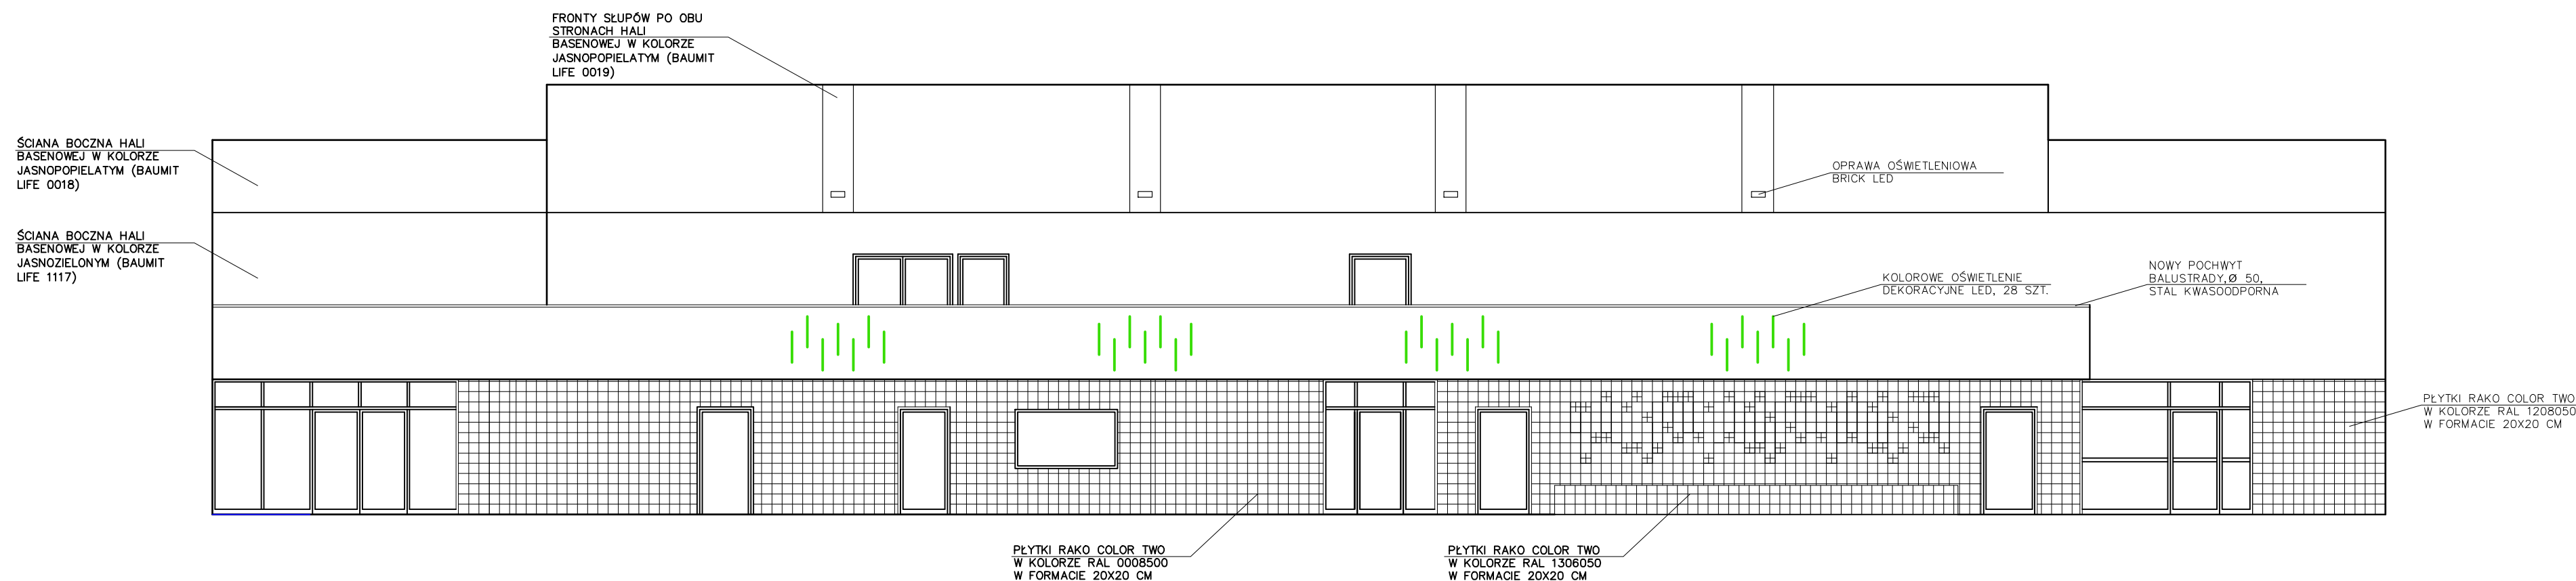 FRONTY SŁUPÓW PO OBU
STRONACH HALI
BASENOWEJ W KOLORZE
JASNOPOPIELATYM (BAUMIT
LIFE 0019)
ŚCIANA BOCZNA HALI
BASENOWEJ W KOLORZE
JASNOPOPIELATYM (BAUMIT
LIFE 0018)
OPRAWA OŚWIETLENIOWA
BRICK LED
ŚCIANA BOCZNA HALI
BASENOWEJ W KOLORZE
JASNOZIELONYM (BAUMIT
LIFE 1117)
KOLOROWE OŚWIETLENIE
DEKORACYJNE LED, 28 SZT.
NOWY POCHWYT
BALUSTRADY,Ø 50,
STAL KWASOODPORNA
PŁYTKI RAKO COLOR TWO
W KOLORZE RAL 1208050
W FORMACIE 20X20 CM
PŁYTKI RAKO COLOR TWO
W KOLORZE RAL 0008500
W FORMACIE 20X20 CM
PŁYTKI RAKO COLOR TWO
W KOLORZE RAL 1306050
W FORMACIE 20X20 CM